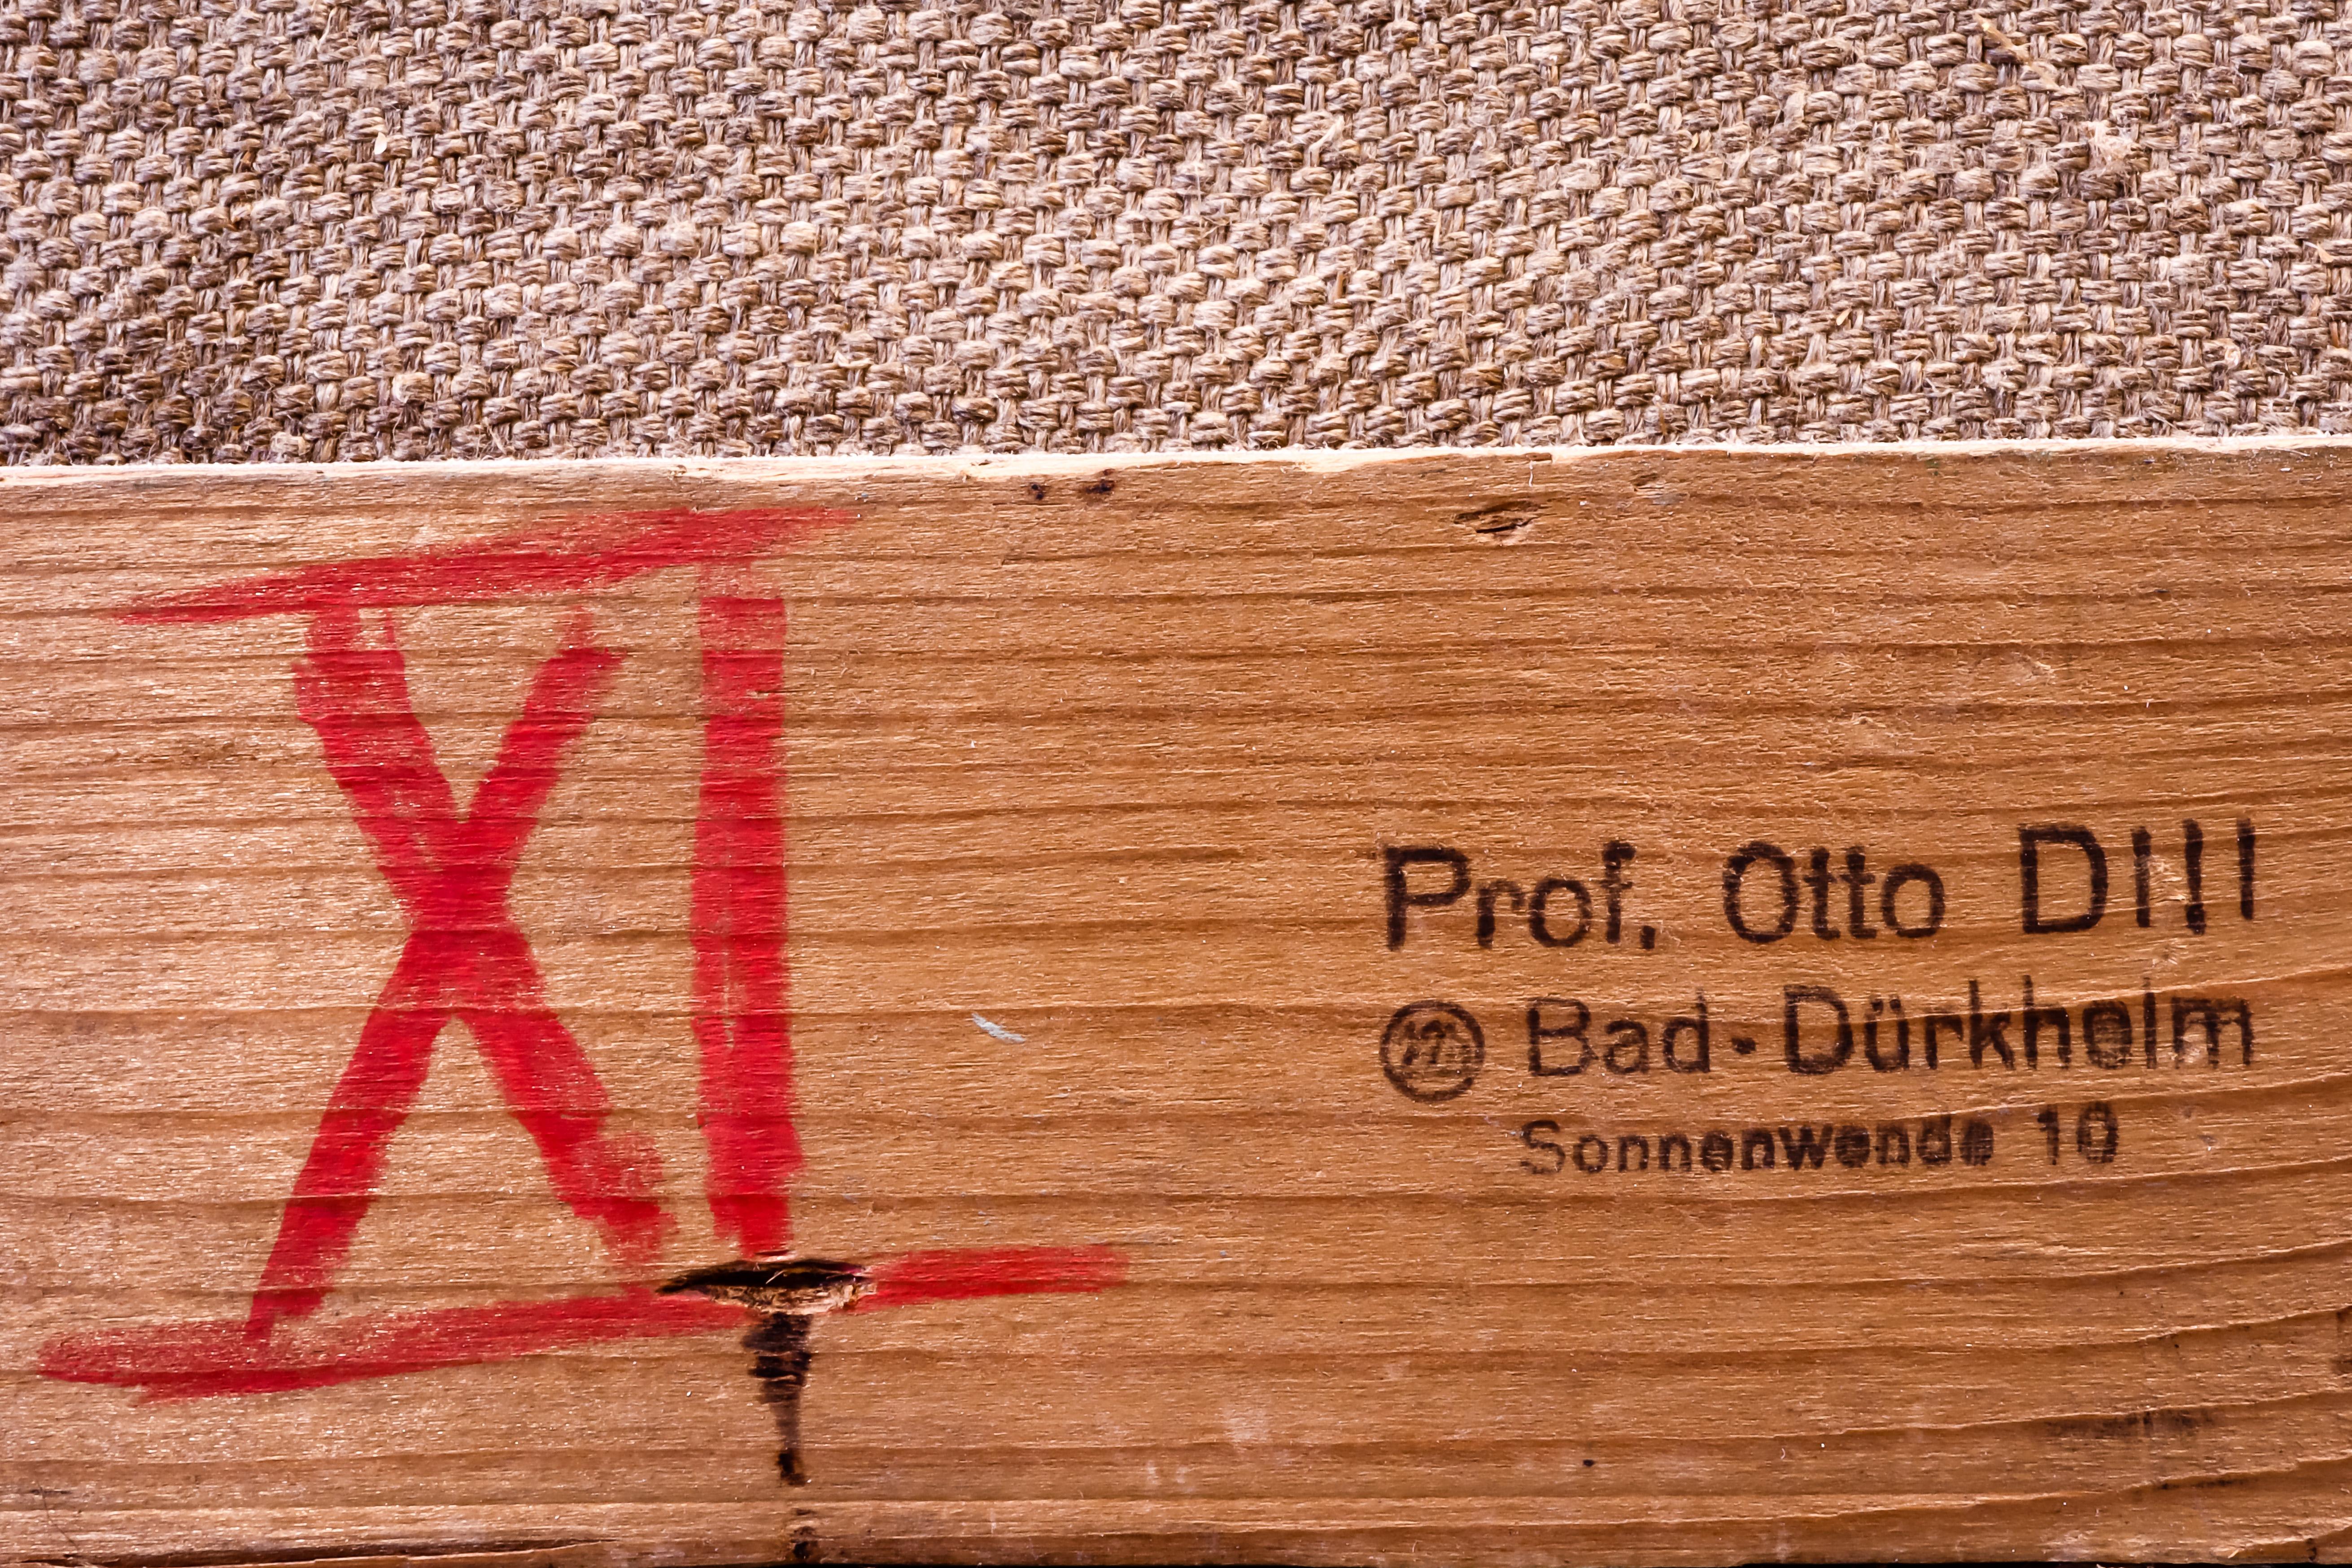 XI
Prof. Otto Dill
Bad-Dürkheim
Sonnenwende 10